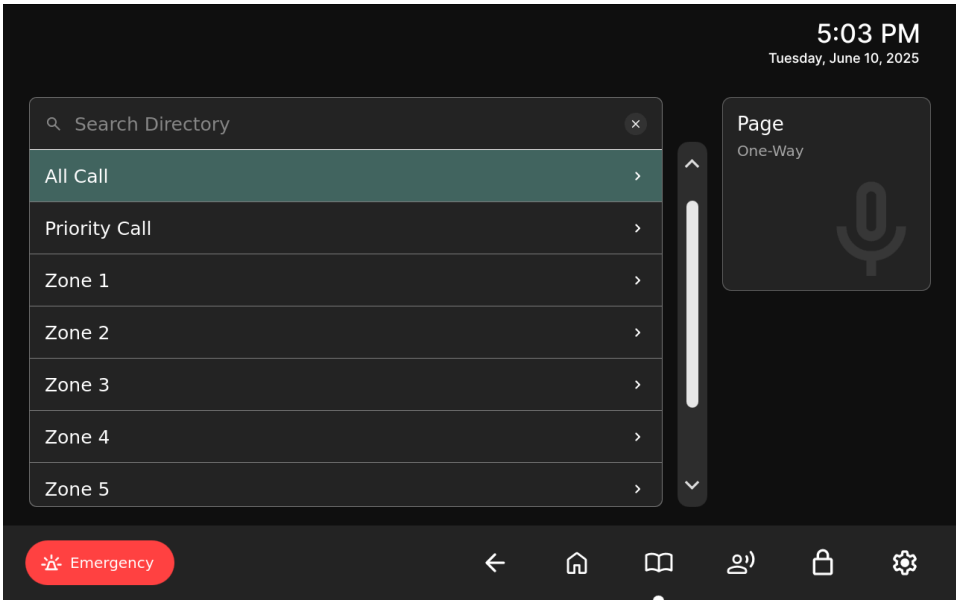 5:03 PM
Tuesday, June 10, 2025
Search Directory
All Call
Priority Call
Zone 1
Zone 2
Zone 3
Zone 4
Zone 5
Page
One-Way
Emergency